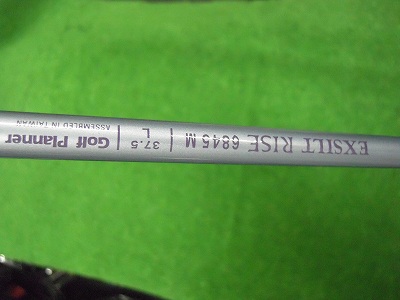 EXSILT RISE 6845 M | 37.5 | Golf Planner
L ASSEMBLED IN TAIWAN